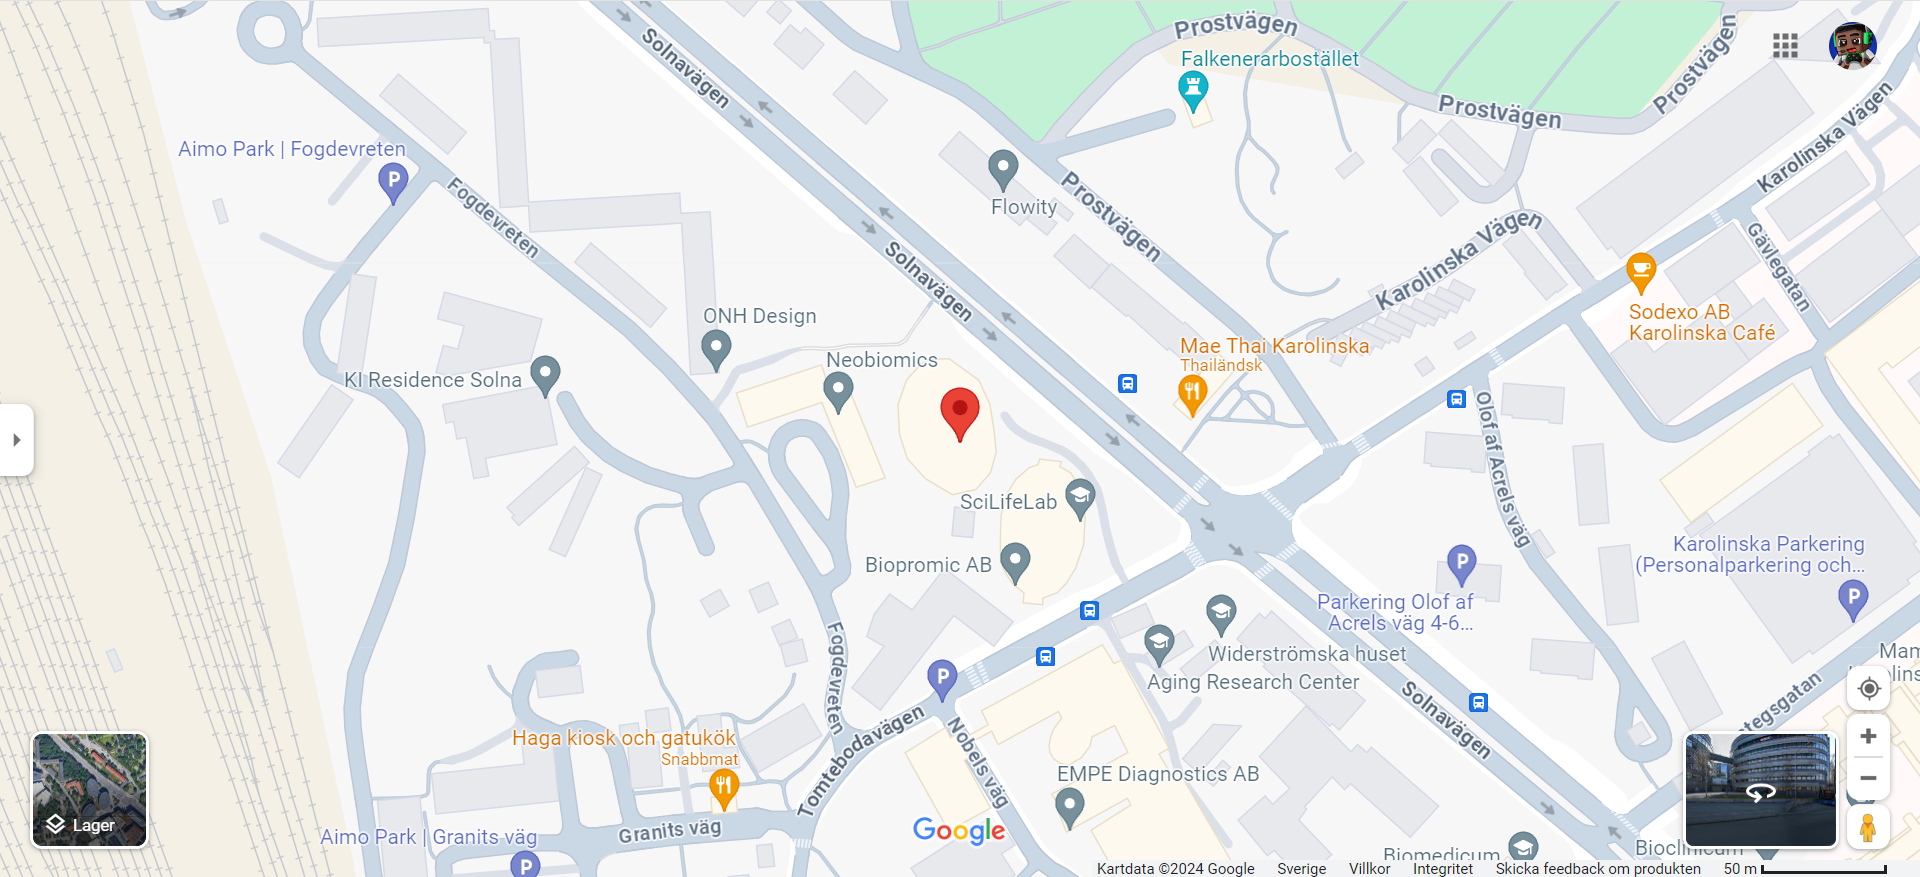 Prostvägen
Falkenerarbostället
Prostvägen
Prostvägen
Solnavägen
Karolinska Vägen
Aimo Park | Fogdevreten
Fogdevreten
Flowity
Prostvägen
Karolinska Vägen
Gävlegatan
Solnavägen
Sodexo AB
Karolinska Café
ONH Design
Neobiomics
KI Residence Solna
Mae Thai Karolinska
Thailändsk
Olof af Acrels väg
SciLifeLab
Biopromic AB
Karolinska Parkering
(Personalparkering och...
Parkering Olof af
Acrels väg 4-6...
Widerströmska huset
Aging Research Center
Fogdevreten
Solnavägen
Tomtebodavägen
Nobels väg
Haga kiosk och gatukök
Snabbmat
EMPE Diagnostics AB
Granits väg
Aimo Park | Granits väg
Lager
Biomedicum
Bioclinicum
Google
Kartdata ©2024 Google Sverige Villkor Integritet Skicka feedback om produkten 50 m